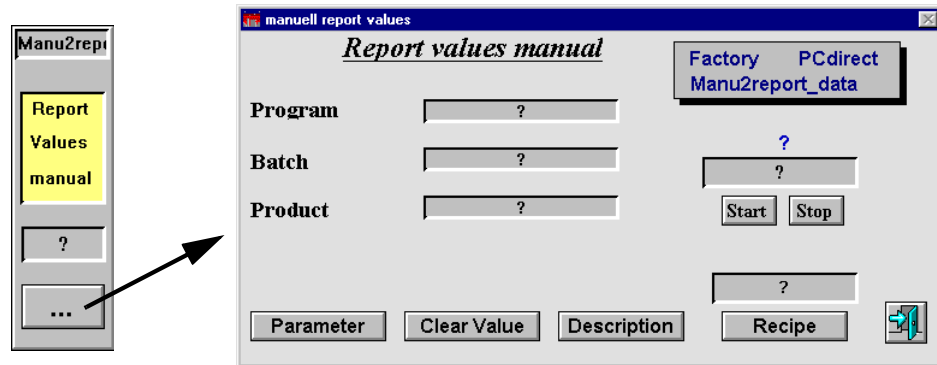 Manu2rep
Report
Values
manual
?
...
manuell report values
Report values manual
Factory PCdirect
Manu2report_data
Program ?
Batch ?
Product ?
?
?
Start Stop
?
Parameter Clear Value Description Recipe